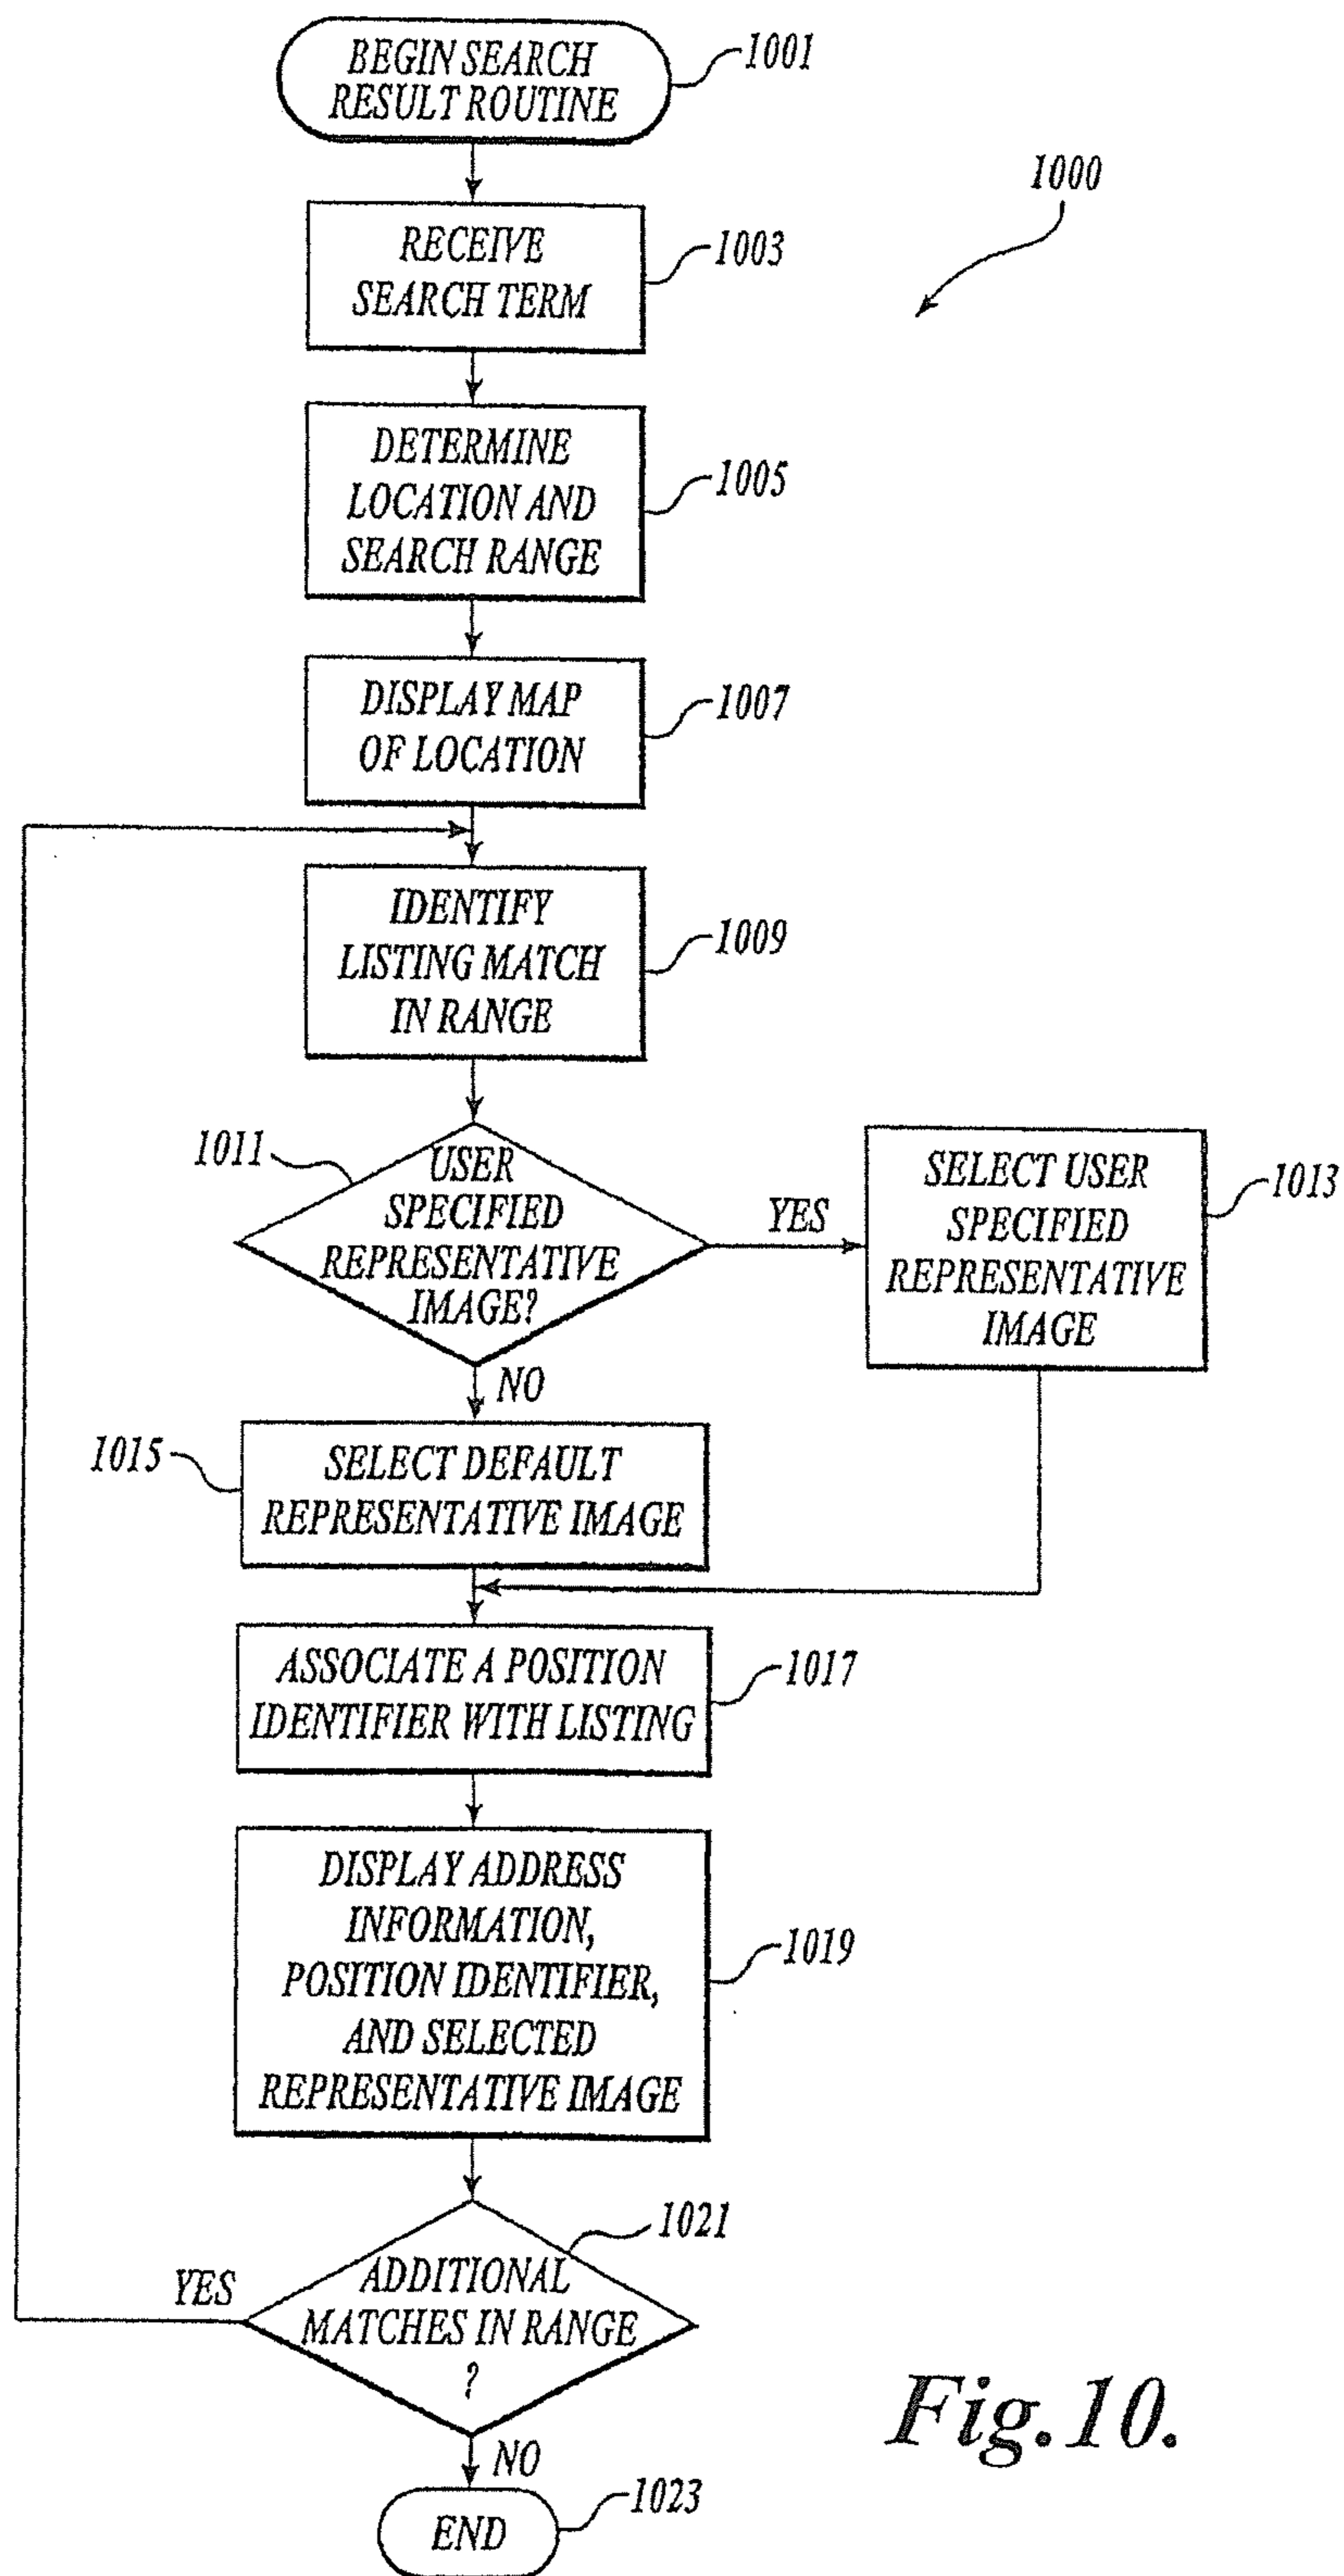 BEGIN SEARCH
RESULT ROUTINE
1001
1000
RECEIVE
SEARCH TERM
1003
DETERMINE
LOCATION AND
SEARCH RANGE
1005
DISPLAY MAP
OF LOCATION
1007
IDENTIFY
LISTING MATCH
IN RANGE
1009
1011
USER
SPECIFIED
REPRESENTATIVE
IMAGE?
YES
SELECT USER
SPECIFIED
REPRESENTATIVE
IMAGE
1013
NO
1015
SELECT DEFAULT
REPRESENTATIVE IMAGE
ASSOCIATE A POSITION
IDENTIFIER WITH LISTING
1017
DISPLAY ADDRESS
INFORMATION,
POSITION IDENTIFIER,
AND SELECTED
REPRESENTATIVE IMAGE
1019
1021
YES
ADDITIONAL
MATCHES IN RANGE
?
NO
END
1023
Fig.10.